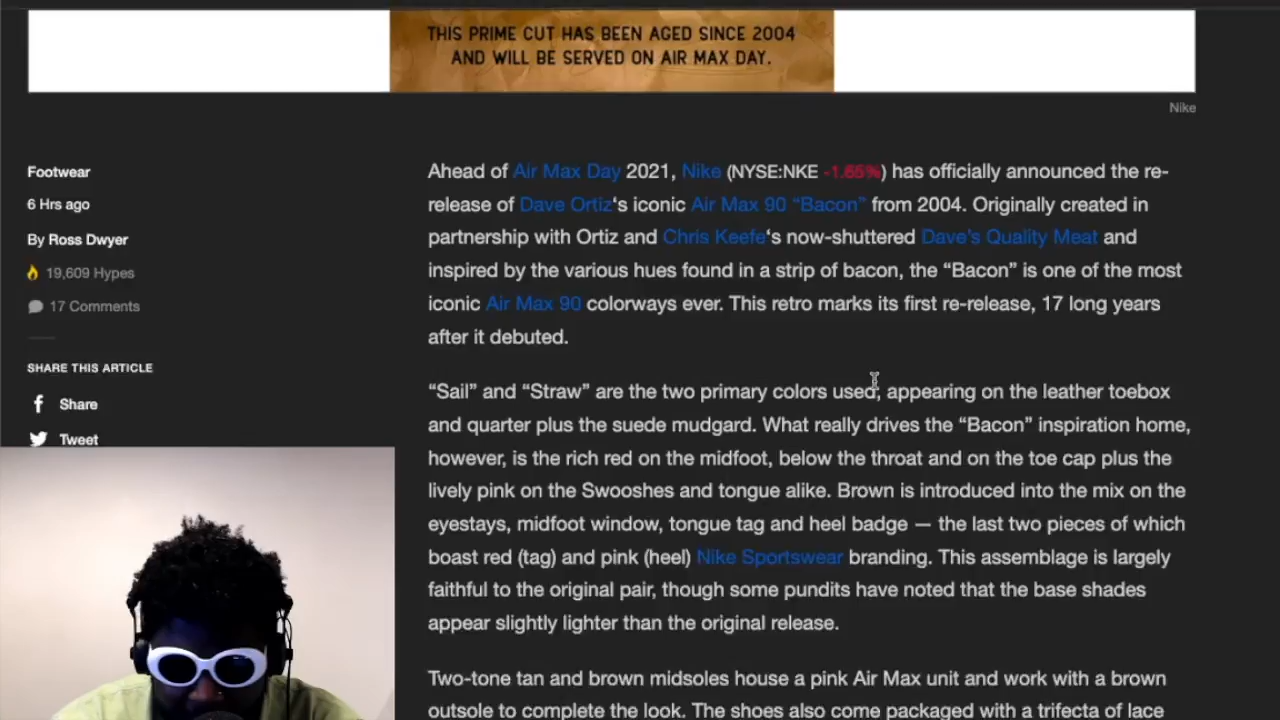 THIS PRIME CUT HAS BEEN AGED SINCE 2004
AND WILL BE SERVED ON AIR MAX DAY.
Nike
Footwear
6 Hrs ago
By Ross Dwyer
19,609 Hypes
17 Comments
SHARE THIS ARTICLE
Share
Tweet
Ahead of Air Max Day 2021, Nike (NYSE:NKE -1.65%) has officially announced the re-
release of Dave Ortiz‘s iconic Air Max 90 “Bacon” from 2004. Originally created in
partnership with Ortiz and Chris Keefe‘s now-shuttered Dave’s Quality Meat and
inspired by the various hues found in a strip of bacon, the “Bacon” is one of the most
iconic Air Max 90 colorways ever. This retro marks its first re-release, 17 long years
after it debuted.
“Sail” and “Straw” are the two primary colors used, appearing on the leather toebox
and quarter plus the suede mudgard. What really drives the “Bacon” inspiration home,
however, is the rich red on the midfoot, below the throat and on the toe cap plus the
lively pink on the Swooshes and tongue alike. Brown is introduced into the mix on the
eyestays, midfoot window, tongue tag and heel badge — the last two pieces of which
boast red (tag) and pink (heel) Nike Sportswear branding. This assemblage is largely
faithful to the original pair, though some pundits have noted that the base shades
appear slightly lighter than the original release.
Two-tone tan and brown midsoles house a pink Air Max unit and work with a brown
outsole to complete the look. The shoes also come packaged with a trifecta of lace